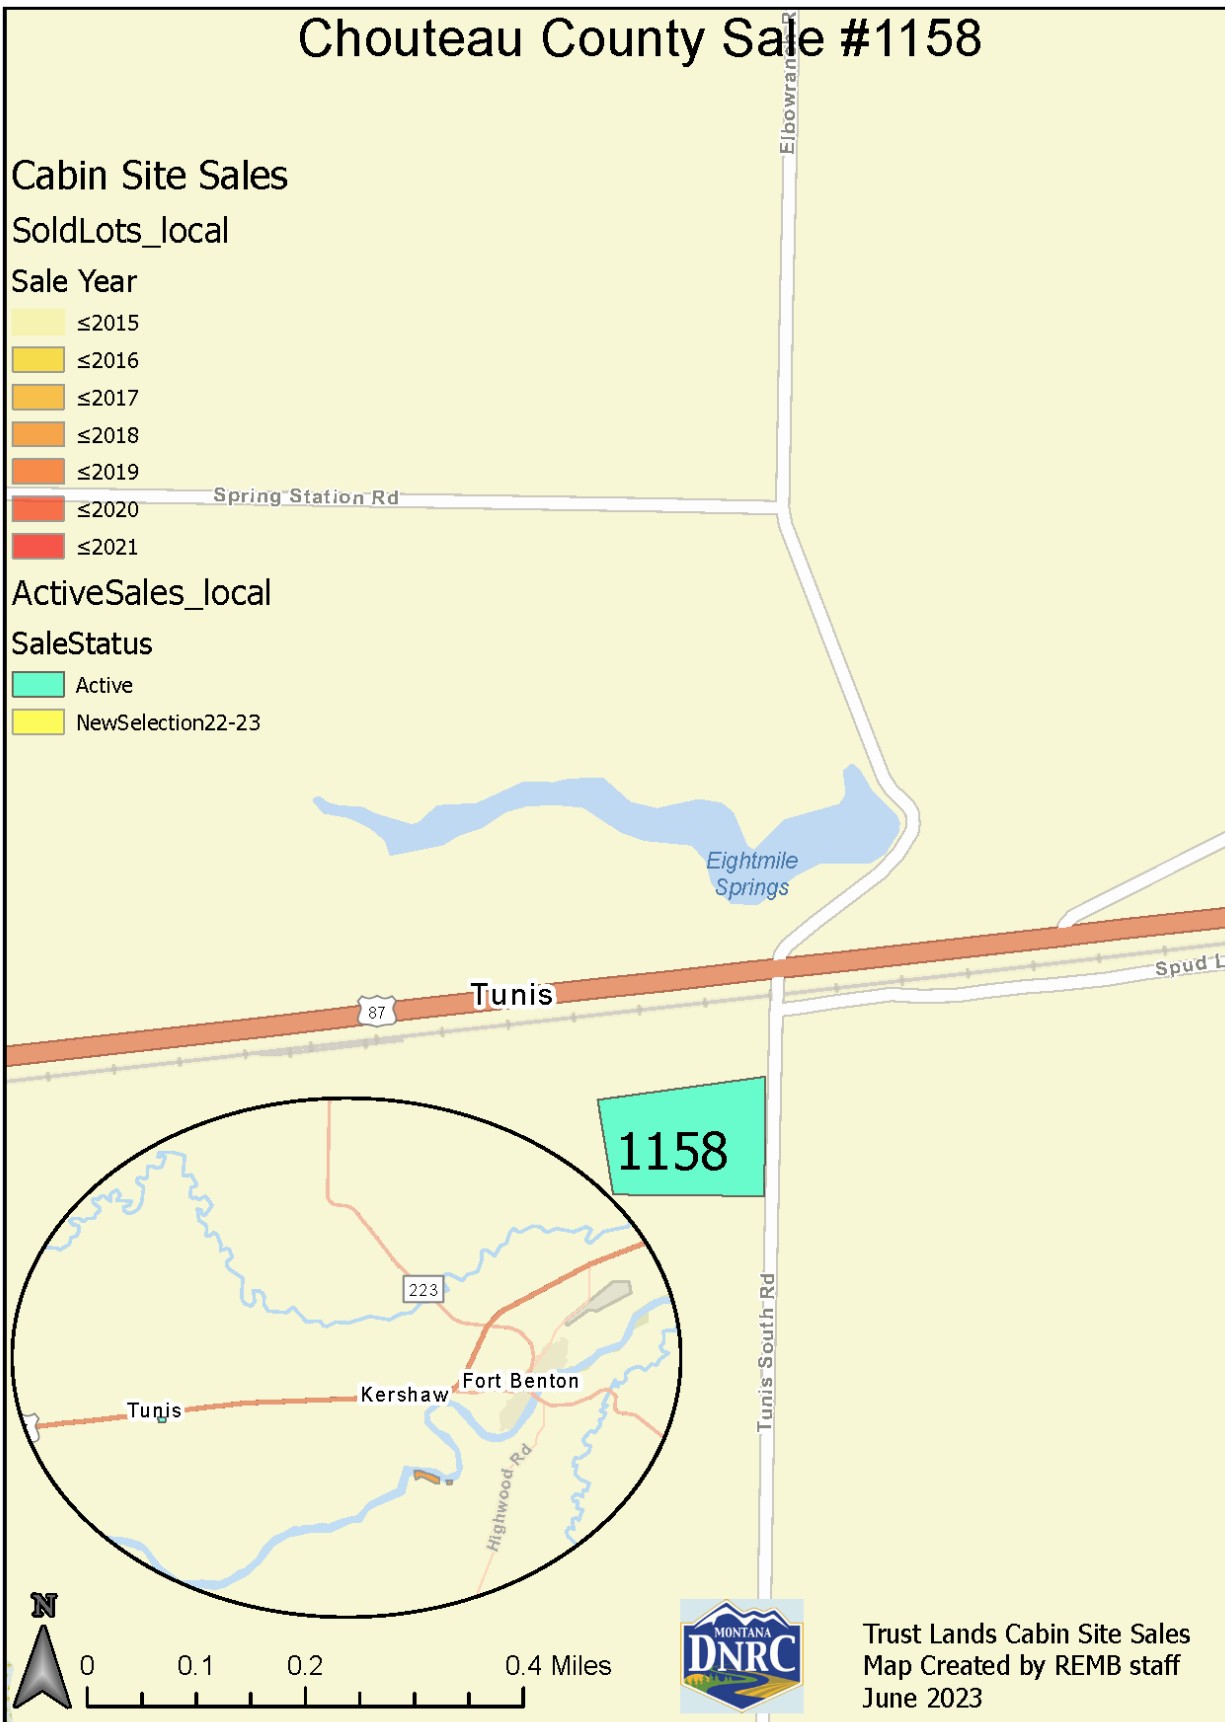 Chouteau County Sale #1158
Elbowranch R
Cabin Site Sales
SoldLots_local
Sale Year
≤2015
≤2016
≤2017
≤2018
≤2019
≤2020
≤2021
Spring Station Rd
ActiveSales_local
SaleStatus
Active
NewSelection22-23
Eightmile
Springs
Spud L
Tunis
87
1158
Tunis South Rd
223
Fort Benton
Kershaw
Tunis
Highwood Rd
N
0 0.1 0.2 0.4 Miles
MONTANA
DNRC
Trust Lands Cabin Site Sales
Map Created by REMB staff
June 2023